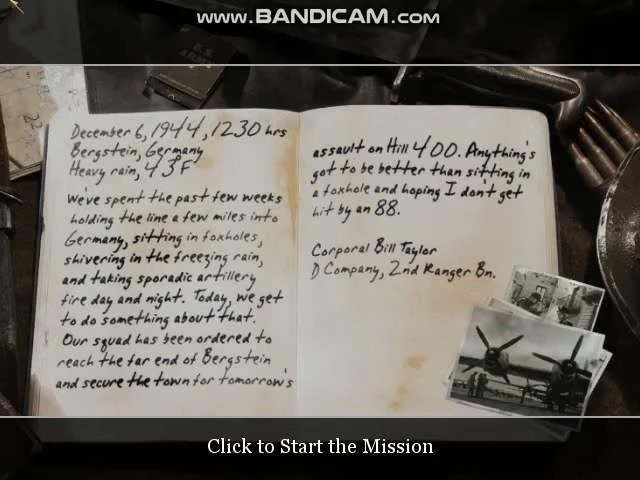 www.BANDICAM.com
December 6, 1944, 1230 hrs
Bergstein, Germany
Heavy rain, 43F
We've spent the past few weeks
holding the line a few miles into
Germany, sitting in foxholes,
shivering in the freezing rain,
and taking sporadic artillery
fire day and night. Today, we get
to do something about that.
Our squad has been ordered to
reach the far end of Bergstein
and secure the town for tomorrow's
assault on Hill 400. Anything's
got to be better than sitting in
a foxhole and hoping I don't get
hit by an 88.
Corporal Bill Taylor
D Company, 2nd Ranger Bn.
Click to Start the Mission